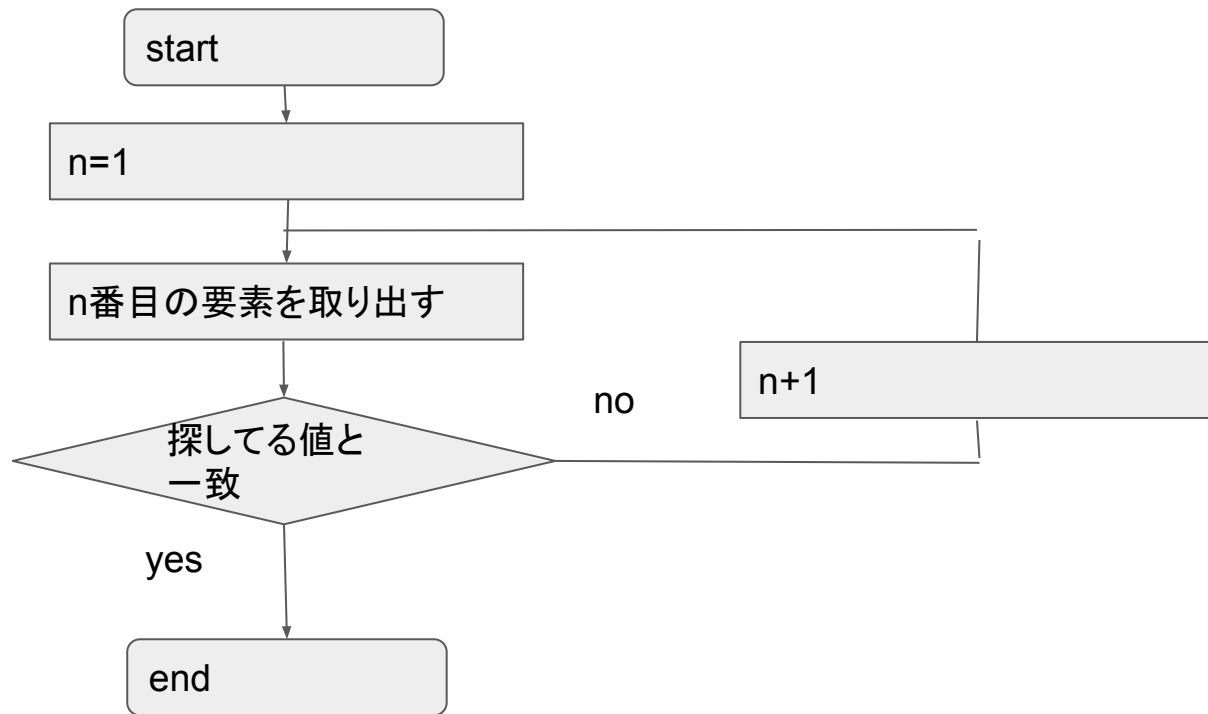 start
n=1
n番目の要素を取り出す
探してる値と
一致
no
n+1
yes
end